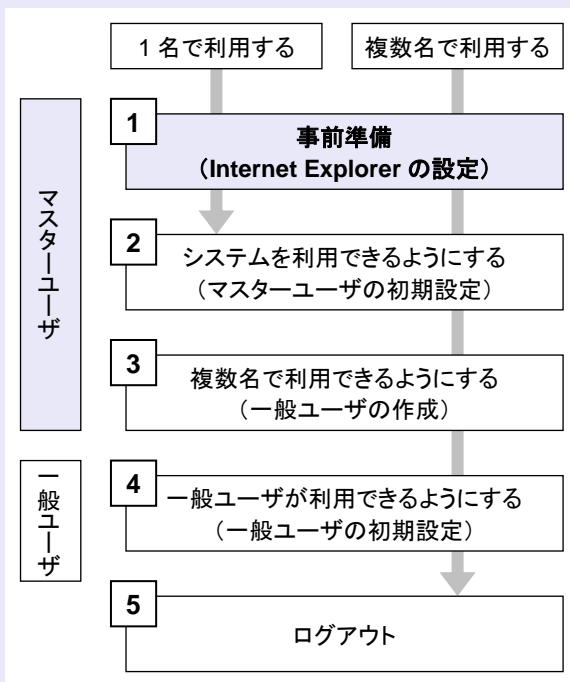 1 名で利用する
複数名で利用する
マスターユーザ
1
事前準備
（Internet Explorer の設定）
2
システムを利用できるようにする
（マスターユーザの初期設定）
3
複数名で利用できるようにする
（一般ユーザの作成）
一般ユーザ
4
一般ユーザが利用できるようにする
（一般ユーザの初期設定）
5
ログアウト